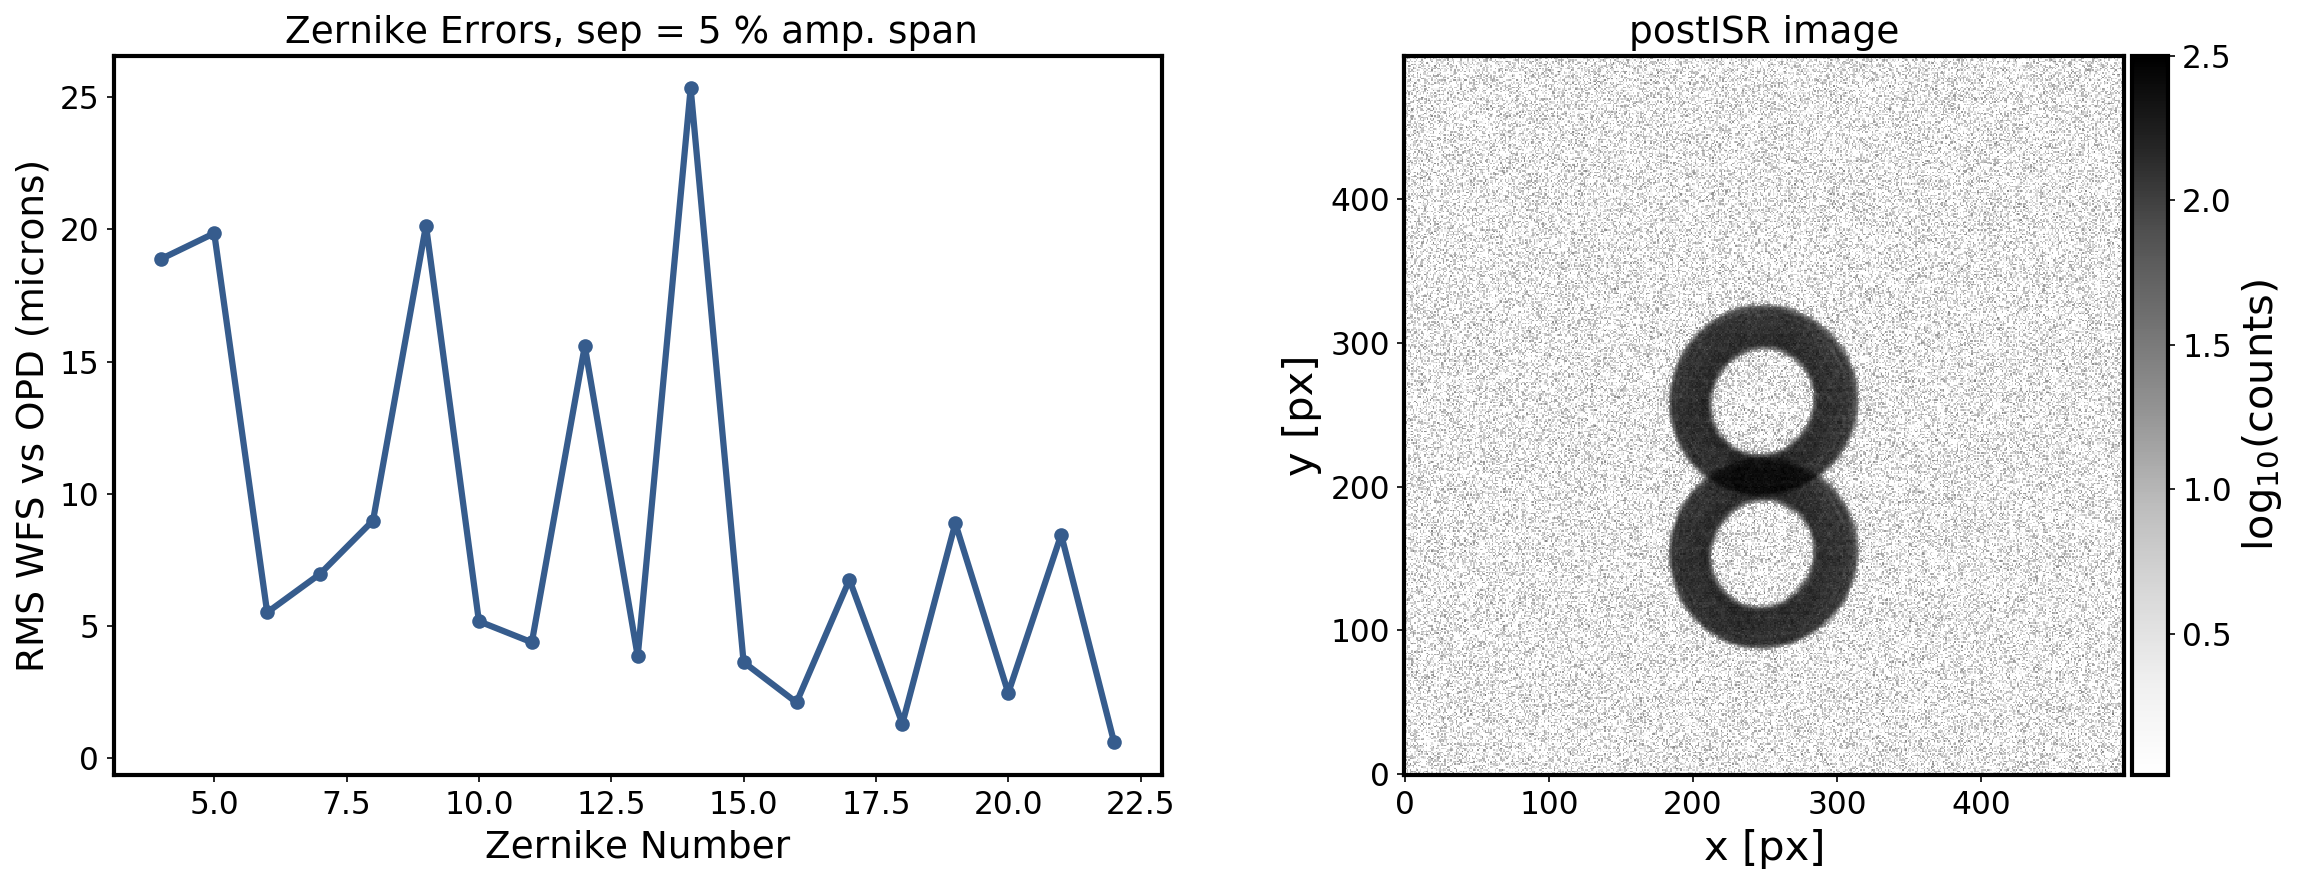 Zernike Errors, sep = 5 % amp. span
RMS WFS vs OPD (microns)
25
20
15
10
5
0
5.0 7.5 10.0 12.5 15.0 17.5 20.0 22.5
Zernike Number
postISR image
y [px]
400
300
200
100
0
0 100 200 300 400
x [px]
2.5
2.0
1.5
1.0
0.5
log₁₀(counts)